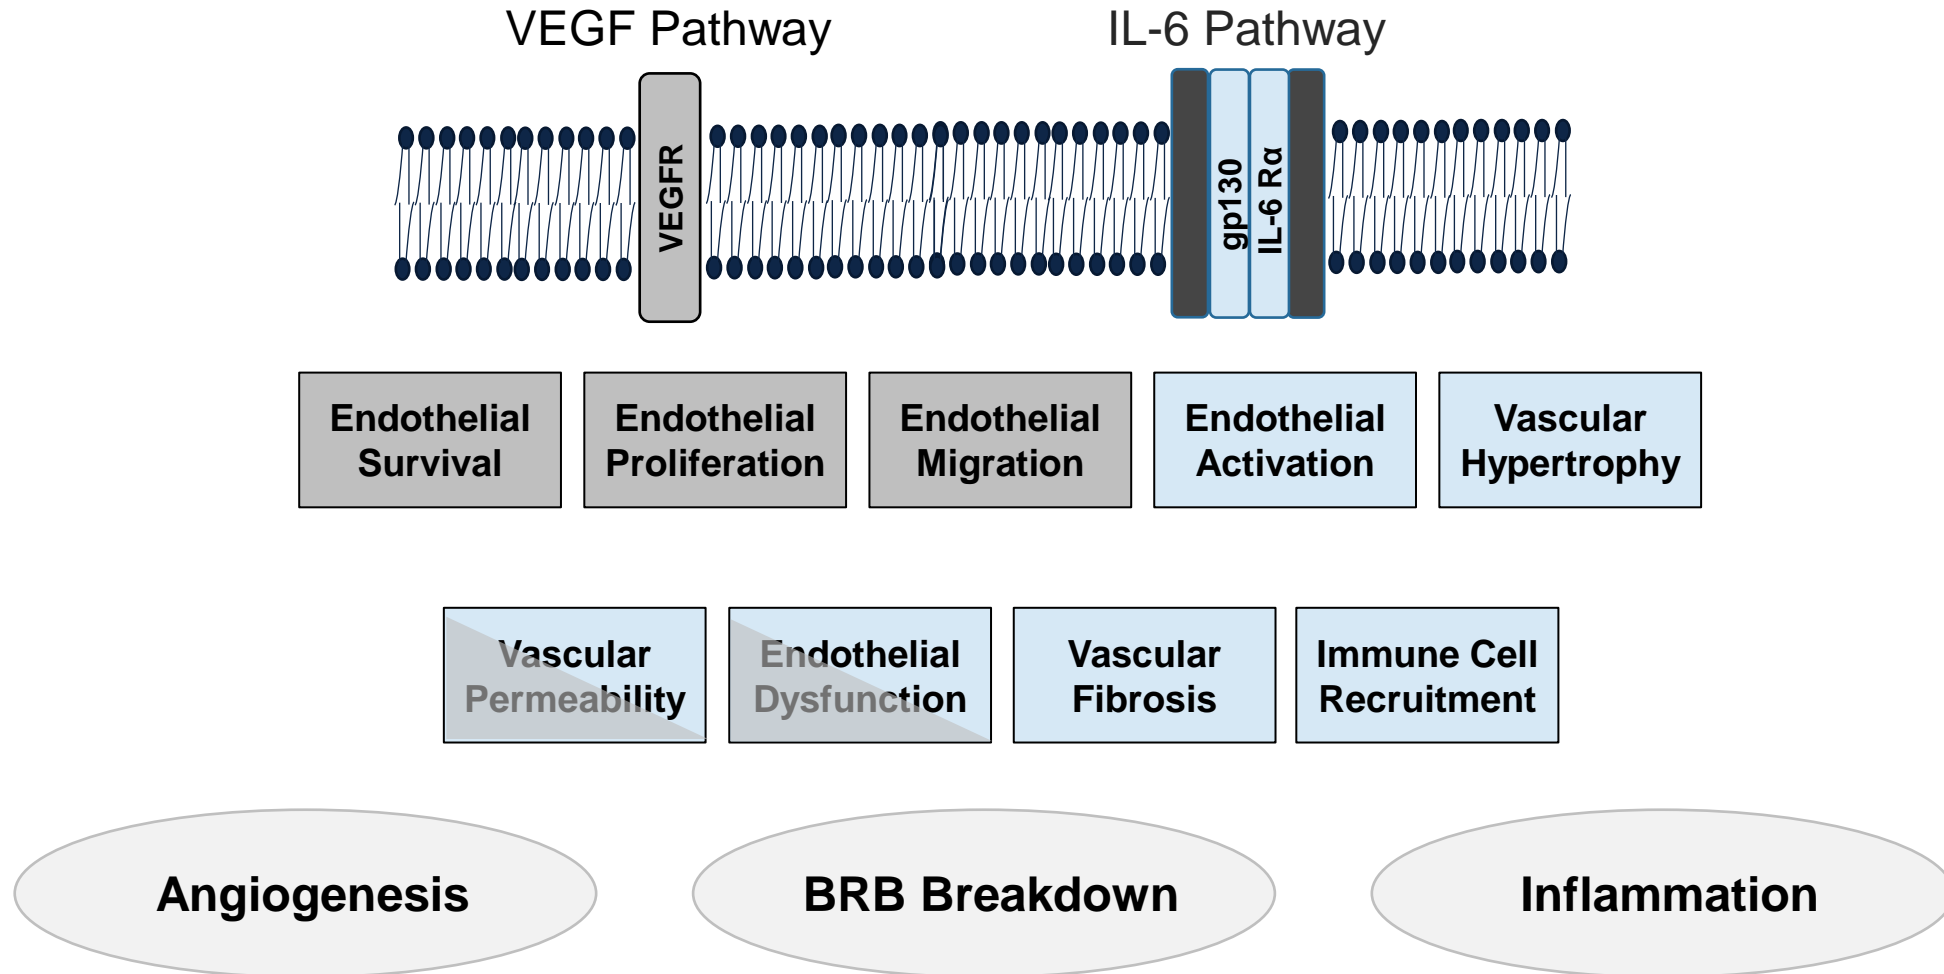 VEGF Pathway
IL-6 Pathway
VEGFR
gp130
IL-6 Rα
Endothelial
Survival
Endothelial
Proliferation
Endothelial
Migration
Endothelial
Activation
Vascular
Hypertrophy
Vascular
Permeability
Endothelial
Dysfunction
Vascular
Fibrosis
Immune Cell
Recruitment
Angiogenesis
BRB Breakdown
Inflammation